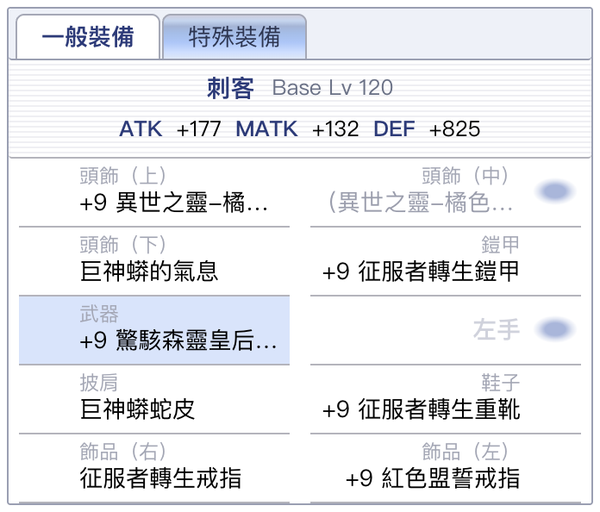 一般裝備 特殊裝備
刺客 Base Lv 120
ATK +177 MATK +132 DEF +825
頭飾（上） 頭飾（中）
+9 異世之靈–橘… （異世之靈–橘色…
頭飾（下） 鎧甲
巨神蟒的氣息 +9 征服者轉生鎧甲
武器
+9 驚駭森靈皇后… 左手
披肩 鞋子
巨神蟒蛇皮 +9 征服者轉生重靴
飾品（右） 飾品（左）
征服者轉生戒指 +9 紅色盟誓戒指